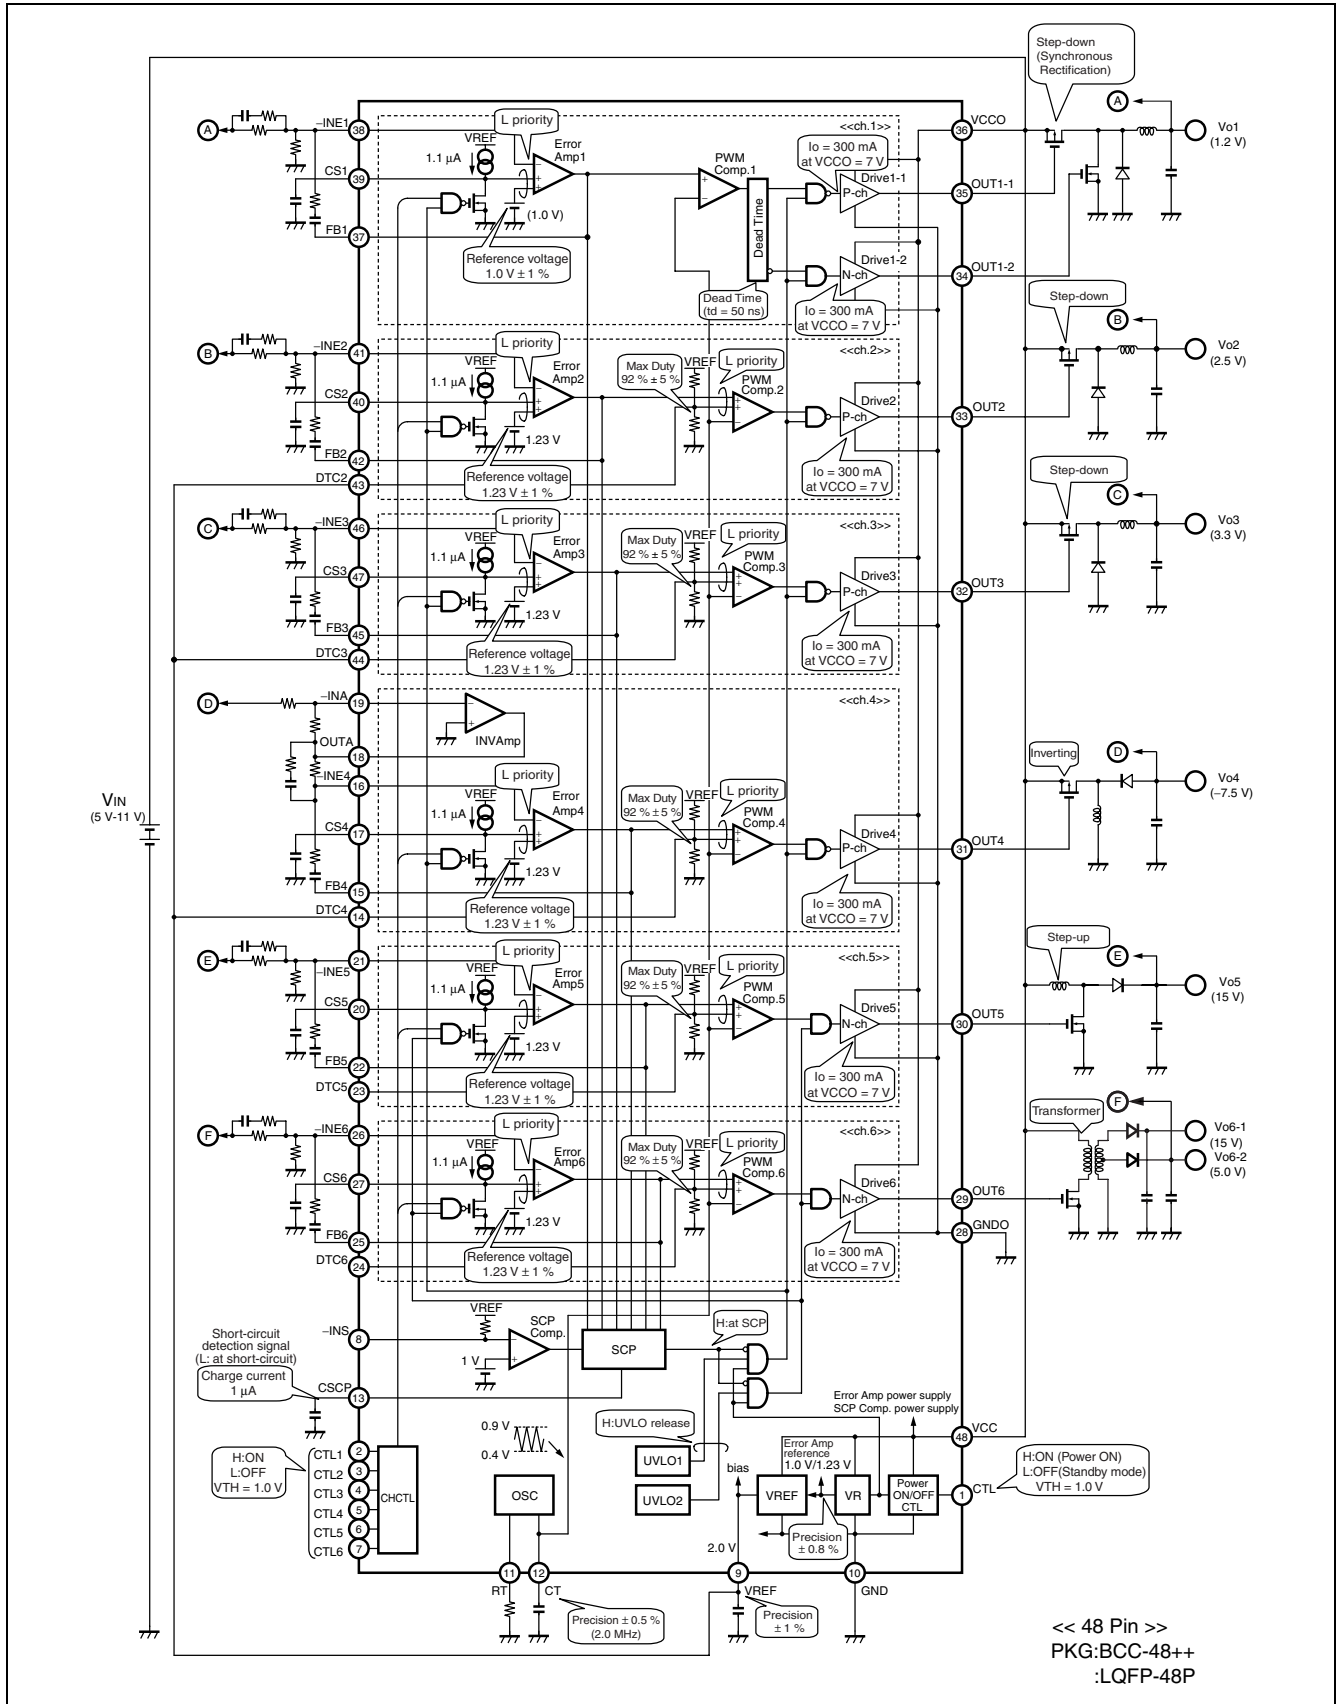 Step-down
(Synchronous
Rectification)
A
A
–INE1
38
L priority
VREF
1.1 µA
Error
Amp1
CS1
39
(1.0 V)
FB1
37
Reference voltage
1.0 V ± 1 %
<<ch.1>>
Io = 300 mA
at VCCO = 7 V
PWM
Comp.1
Dead Time
Drive1-1
P-ch
Drive1-2
N-ch
Dead Time
(td = 50 ns)
Io = 300 mA
at VCCO = 7 V
36
VCCO
35
OUT1-1
34
OUT1-2
Vo1
(1.2 V)
B
–INE2
41
L priority
VREF
1.1 µA
Error
Amp2
CS2
40
1.23 V
FB2
42
DTC2
43
Reference voltage
1.23 V ± 1 %
Max Duty
92 % ± 5 %
VREF
L priority
PWM
Comp.2
<<ch.2>>
Drive2
P-ch
Io = 300 mA
at VCCO = 7 V
33
OUT2
Step-down
B
Vo2
(2.5 V)
C
–INE3
46
L priority
VREF
1.1 µA
Error
Amp3
CS3
47
1.23 V
FB3
45
DTC3
44
Reference voltage
1.23 V ± 1 %
Max Duty
92 % ± 5 %
VREF
L priority
PWM
Comp.3
<<ch.3>>
Drive3
P-ch
Io = 300 mA
at VCCO = 7 V
32
OUT3
Step-down
C
Vo3
(3.3 V)
D
–INA
19
INVAmp
OUTA
18
–INE4
16
L priority
VREF
1.1 µA
Error
Amp4
CS4
17
1.23 V
FB4
15
DTC4
14
Reference voltage
1.23 V ± 1 %
Max Duty
92 % ± 5 %
VREF
L priority
PWM
Comp.4
<<ch.4>>
Drive4
P-ch
Io = 300 mA
at VCCO = 7 V
31
OUT4
Inverting
D
Vo4
(–7.5 V)
VIN
(5 V-11 V)
E
–INE5
21
L priority
VREF
1.1 µA
Error
Amp5
CS5
20
1.23 V
FB5
22
DTC5
23
Reference voltage
1.23 V ± 1 %
Max Duty
92 % ± 5 %
VREF
L priority
PWM
Comp.5
<<ch.5>>
Drive5
N-ch
Io = 300 mA
at VCCO = 7 V
30
OUT5
Step-up
E
Vo5
(15 V)
F
–INE6
26
L priority
VREF
1.1 µA
Error
Amp6
CS6
27
1.23 V
FB6
25
DTC6
24
Reference voltage
1.23 V ± 1 %
Max Duty
92 % ± 5 %
VREF
L priority
PWM
Comp.6
<<ch.6>>
Drive6
N-ch
Io = 300 mA
at VCCO = 7 V
29
OUT6
28
GNDO
Transformer
F
Vo6-1
(15 V)
Vo6-2
(5.0 V)
–INS
8
VREF
SCP
Comp.
1 V
SCP
H:at SCP
Short-circuit
detection signal
(L: at short-circuit)
Charge current
1 µA
CSCP
13
H:ON
L:OFF
VTH = 1.0 V
CTL1
2
CTL2
3
CTL3
4
CTL4
5
CTL5
6
CTL6
7
CHCTL
0.9 V
0.4 V
OSC
H:UVLO release
UVLO1
UVLO2
Error Amp power supply
SCP Comp. power supply
bias
Error Amp
reference
1.0 V/1.23 V
VREF
VR
Power
ON/OFF
CTL
Precision
± 0.8 %
2.0 V
48
VCC
1
CTL
H:ON (Power ON)
L:OFF(Standby mode)
VTH = 1.0 V
11
RT
12
CT
Precision ± 0.5 %
(2.0 MHz)
9
VREF
Precision
± 1 %
10
GND
<< 48 Pin >>
PKG:BCC-48++
:LQFP-48P